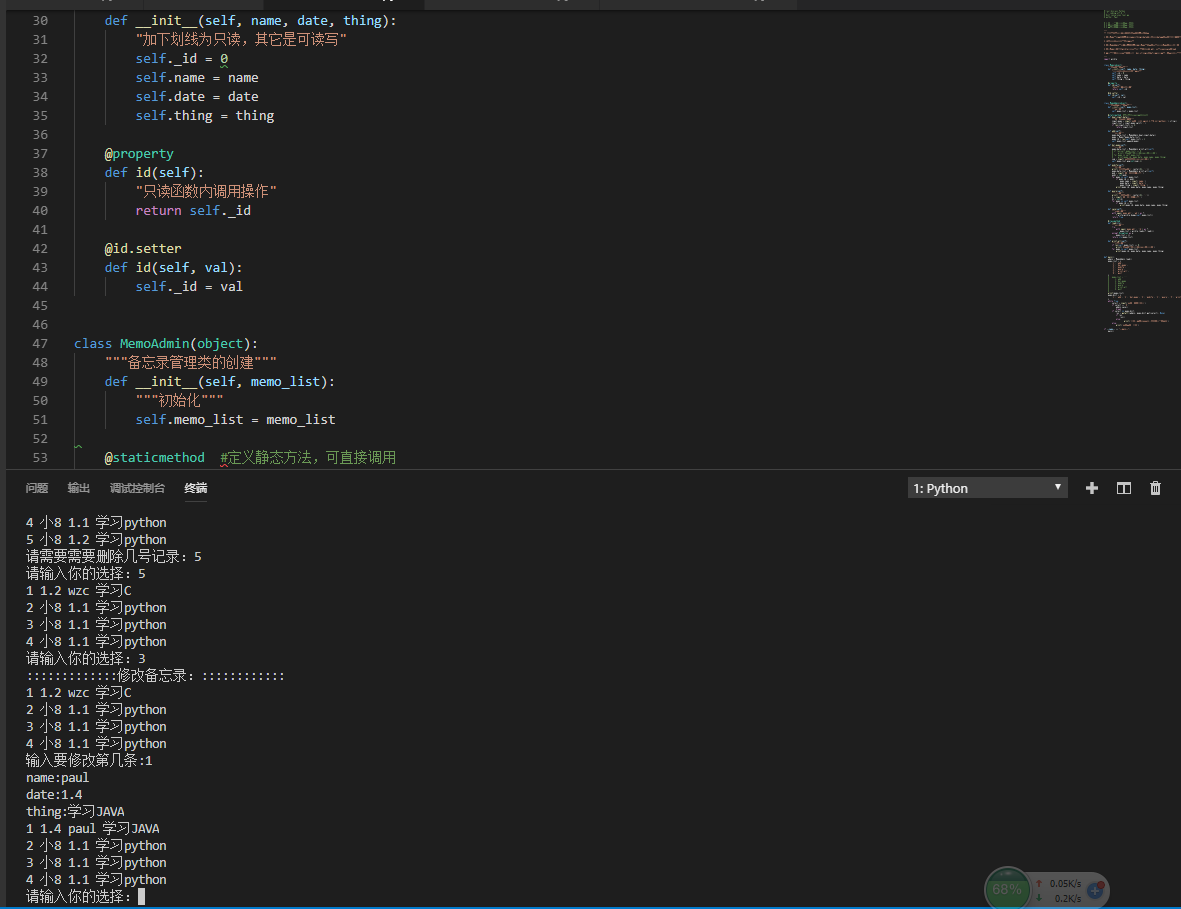 30 def __init__(self, name, date, thing):
31 "加下划线为只读，其它是可读写"
32 self._id = 0
33 self.name = name
34 self.date = date
35 self.thing = thing
36
37 @property
38 def id(self):
39 "只读函数内调用操作"
40 return self._id
41
42 @id.setter
43 def id(self, val):
44 self._id = val
45
46
47 class MemoAdmin(object):
48 """备忘录管理类的创建"""
49 def __init__(self, memo_list):
50 """初始化"""
51 self.memo_list = memo_list
52
53 @staticmethod #定义静态方法，可直接调用
问题 输出 调试控制台 终端 1: Python
4 小8 1.1 学习python
5 小8 1.2 学习python
请需要需要删除几号记录：5
请输入你的选择：5
1 1.2 wzc 学习C
2 小8 1.1 学习python
3 小8 1.1 学习python
4 小8 1.1 学习python
请输入你的选择：3
:::::::::::::修改备忘录：::::::::::::
1 1.2 wzc 学习C
2 小8 1.1 学习python
3 小8 1.1 学习python
4 小8 1.1 学习python
输入要修改第几条:1
name:paul
date:1.4
thing:学习JAVA
1 1.4 paul 学习JAVA
2 小8 1.1 学习python
3 小8 1.1 学习python
4 小8 1.1 学习python
请输入你的选择：
68%
0.05K/s
0.2K/s